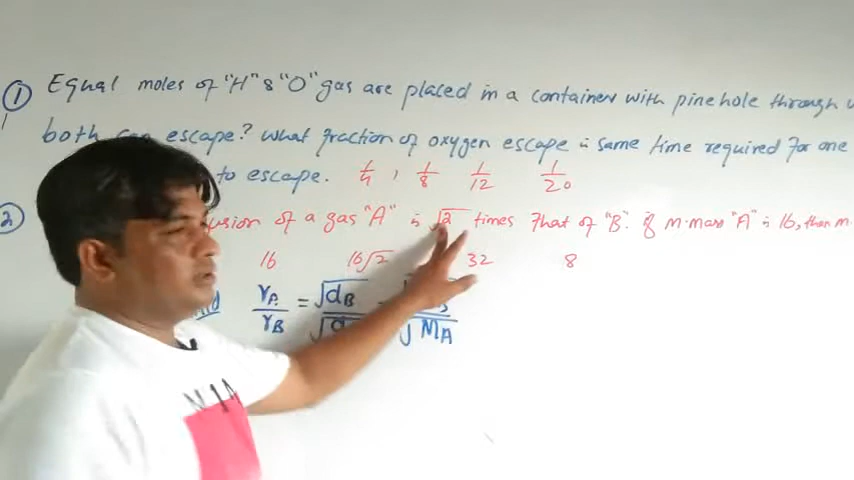 ① Equal moles of "H" & "O" gas are placed in a container with pinehole through
both can escape? what fraction of oxygen escape in same time required for one
to escape. 1/4, 1/8 1/12 1/20
② of a gas "A" is √2 times that of "B". if m.mass "A" is 16, then m.
16 16√2 32 8
rA/rB = √dB
√MA